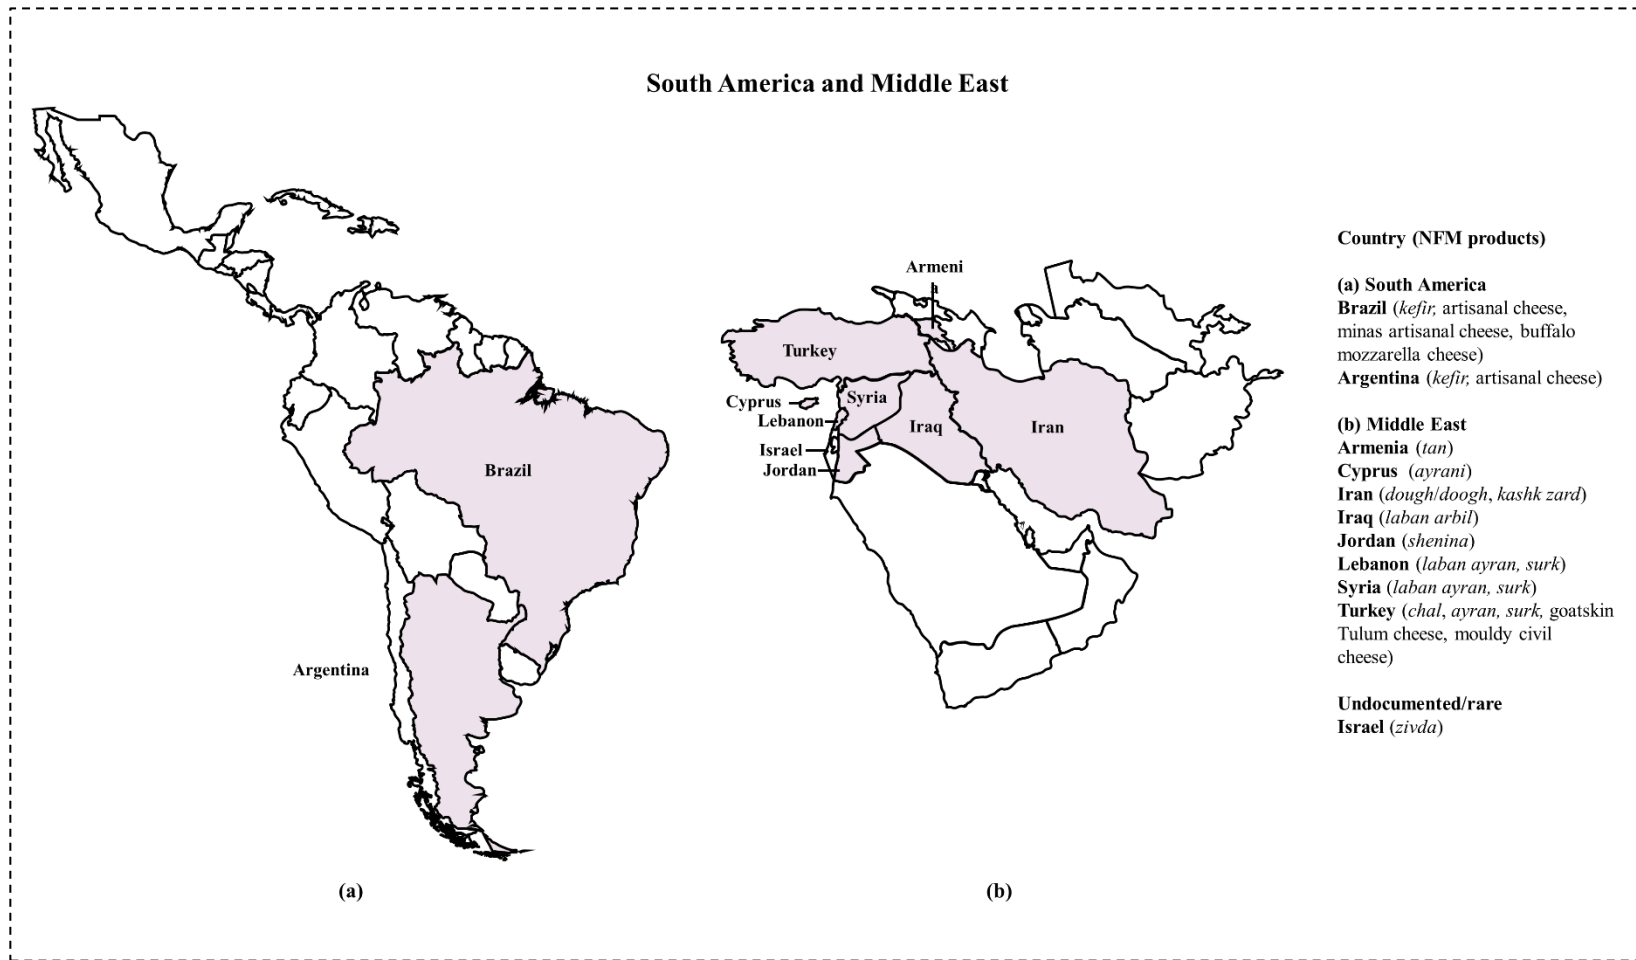 South America and Middle East
Armeni
a
Turkey
Cyprus
Syria
Lebanon
Iraq
Iran
Israel
Jordan
Brazil
Argentina
(a)
(b)
Country (NFM products)
(a) South America
Brazil (kefir, artisanal cheese,
minas artisanal cheese, buffalo
mozzarella cheese)
Argentina (kefir, artisanal cheese)
(b) Middle East
Armenia (tan)
Cyprus (ayrani)
Iran (dough/doogh, kashk zard)
Iraq (laban arbil)
Jordan (shenina)
Lebanon (laban ayran, surk)
Syria (laban ayran, surk)
Turkey (chal, ayran, surk, goatskin
Tulum cheese, mouldy civil
cheese)
Undocumented/rare
Israel (zivda)